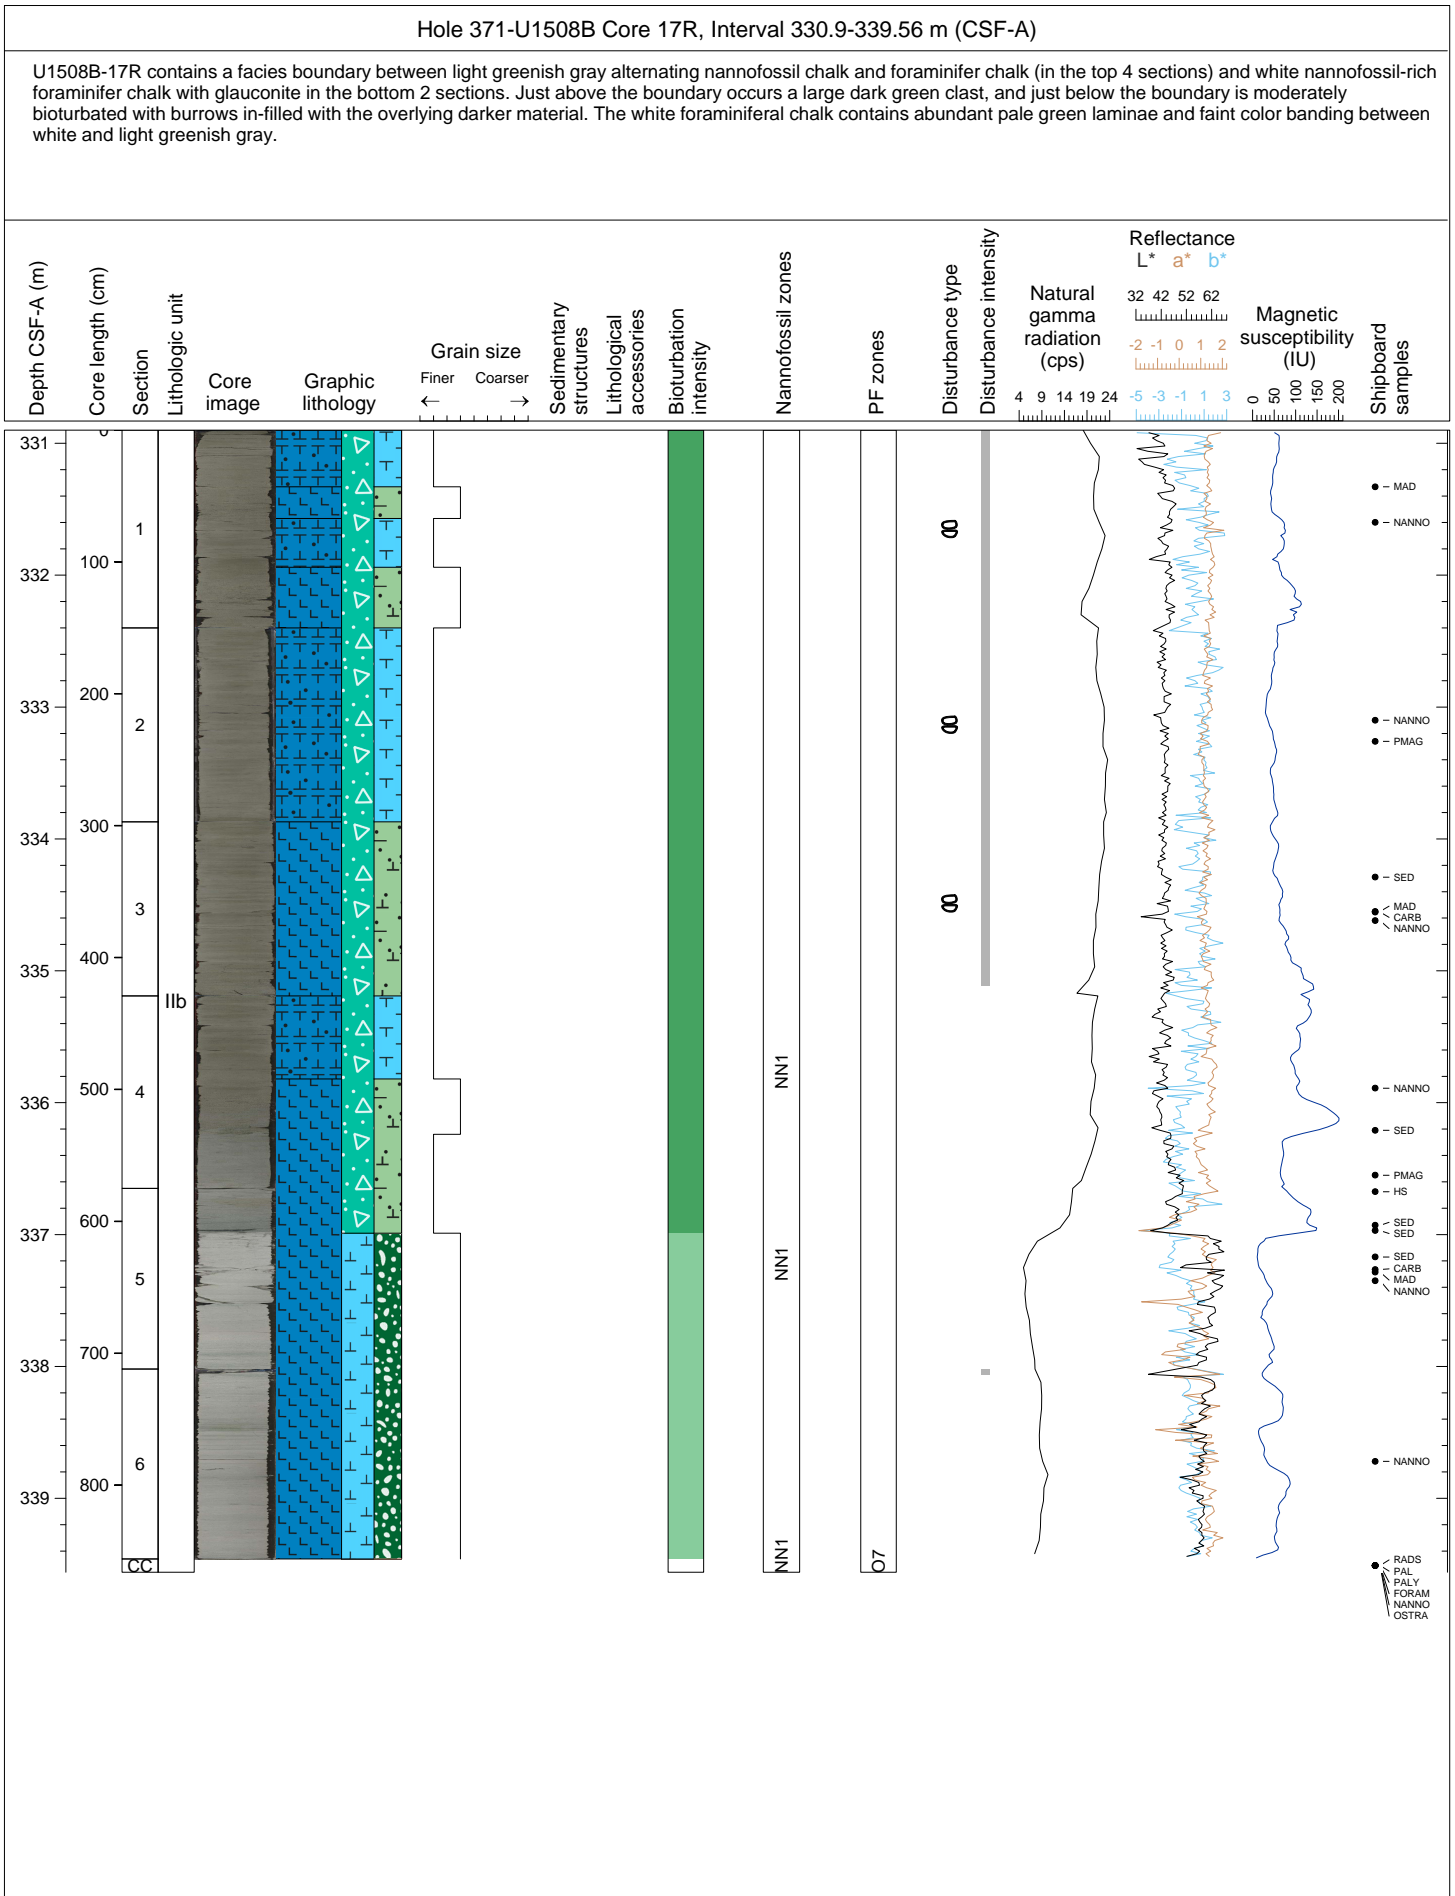 Hole 371-U1508B Core 17R, Interval 330.9-339.56 m (CSF-A)
U1508B-17R contains a facies boundary between light greenish gray alternating nannofossil chalk and foraminifer chalk (in the top 4 sections) and white nannofossil-rich
foraminifer chalk with glauconite in the bottom 2 sections. Just above the boundary occurs a large dark green clast, and just below the boundary is moderately
bioturbated with burrows in-filled with the overlying darker material. The white foraminiferal chalk contains abundant pale green laminae and faint color banding between
white and light greenish gray.
Depth CSF-A (m)
Core length (cm)
Section
Lithologic unit
Core
image
Graphic
lithology
Grain size
Finer Coarser
← →
Sedimentary
structures
Lithological
accessories
Bioturbation
intensity
Nannofossil zones
PF zones
Disturbance type
Disturbance intensity
Natural
gamma
radiation
(cps)
4 9 14 19 24
Reflectance
L* a* b*
32 42 52 62
-2 -1 0 1 2
-5 -3 -1 1 3
Magnetic
susceptibility
(IU)
0 50 100 150 200
Shipboard
samples
331
332
333
334
335
336
337
338
339
0
100
200
300
400
500
600
700
800
1
2
3
4
5
6
CC
IIb
NN1
NN1
NN1
O7
MAD
NANNO
NANNO
PMAG
SED
MAD
CARB
NANNO
NANNO
SED
PMAG
HS
SED
SED
SED
CARB
MAD
NANNO
NANNO
RADS
PAL
PALY
FORAM
NANNO
OSTRA